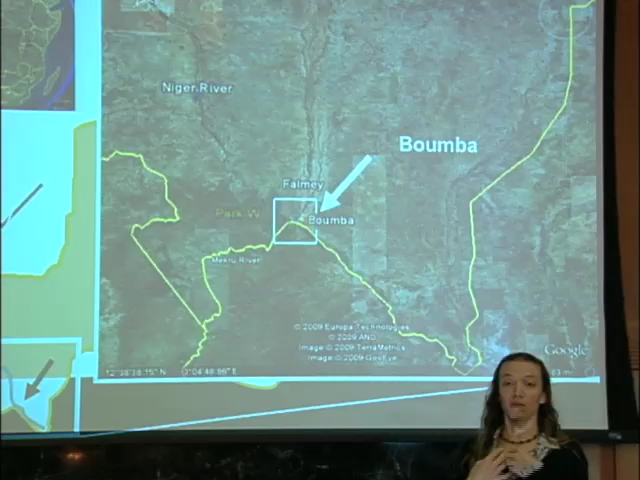 Niger River
Boumba
Falmey
Park W
Boumba
Mekru River
© 2009 Europa Technologies
© 2009 AND
Image © 2009 TerraMetrics
Image © 2009 GeoEye
Google